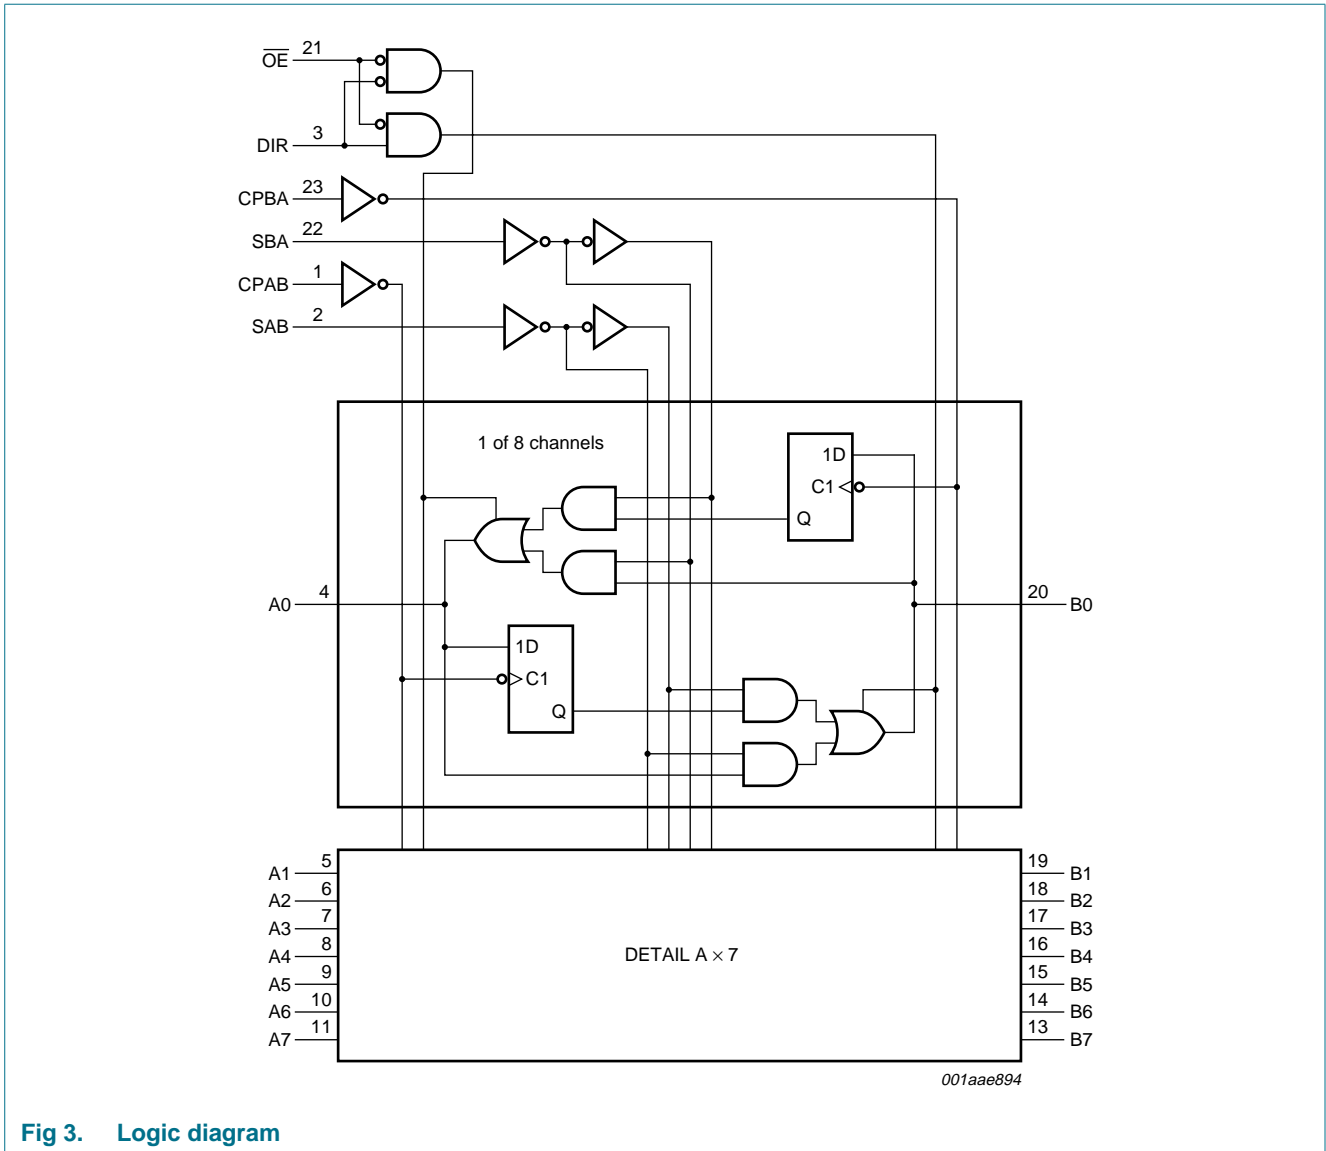 OE 21
DIR 3
CPBA 23
SBA 22
CPAB 1
SAB 2
1 of 8 channels
1D
C1
Q
A0 4
20 B0
1D
C1
Q
A1 5
A2 6
A3 7
A4 8
A5 9
A6 10
A7 11
DETAIL A × 7
19 B1
18 B2
17 B3
16 B4
15 B5
14 B6
13 B7
001aae894
Fig 3. Logic diagram